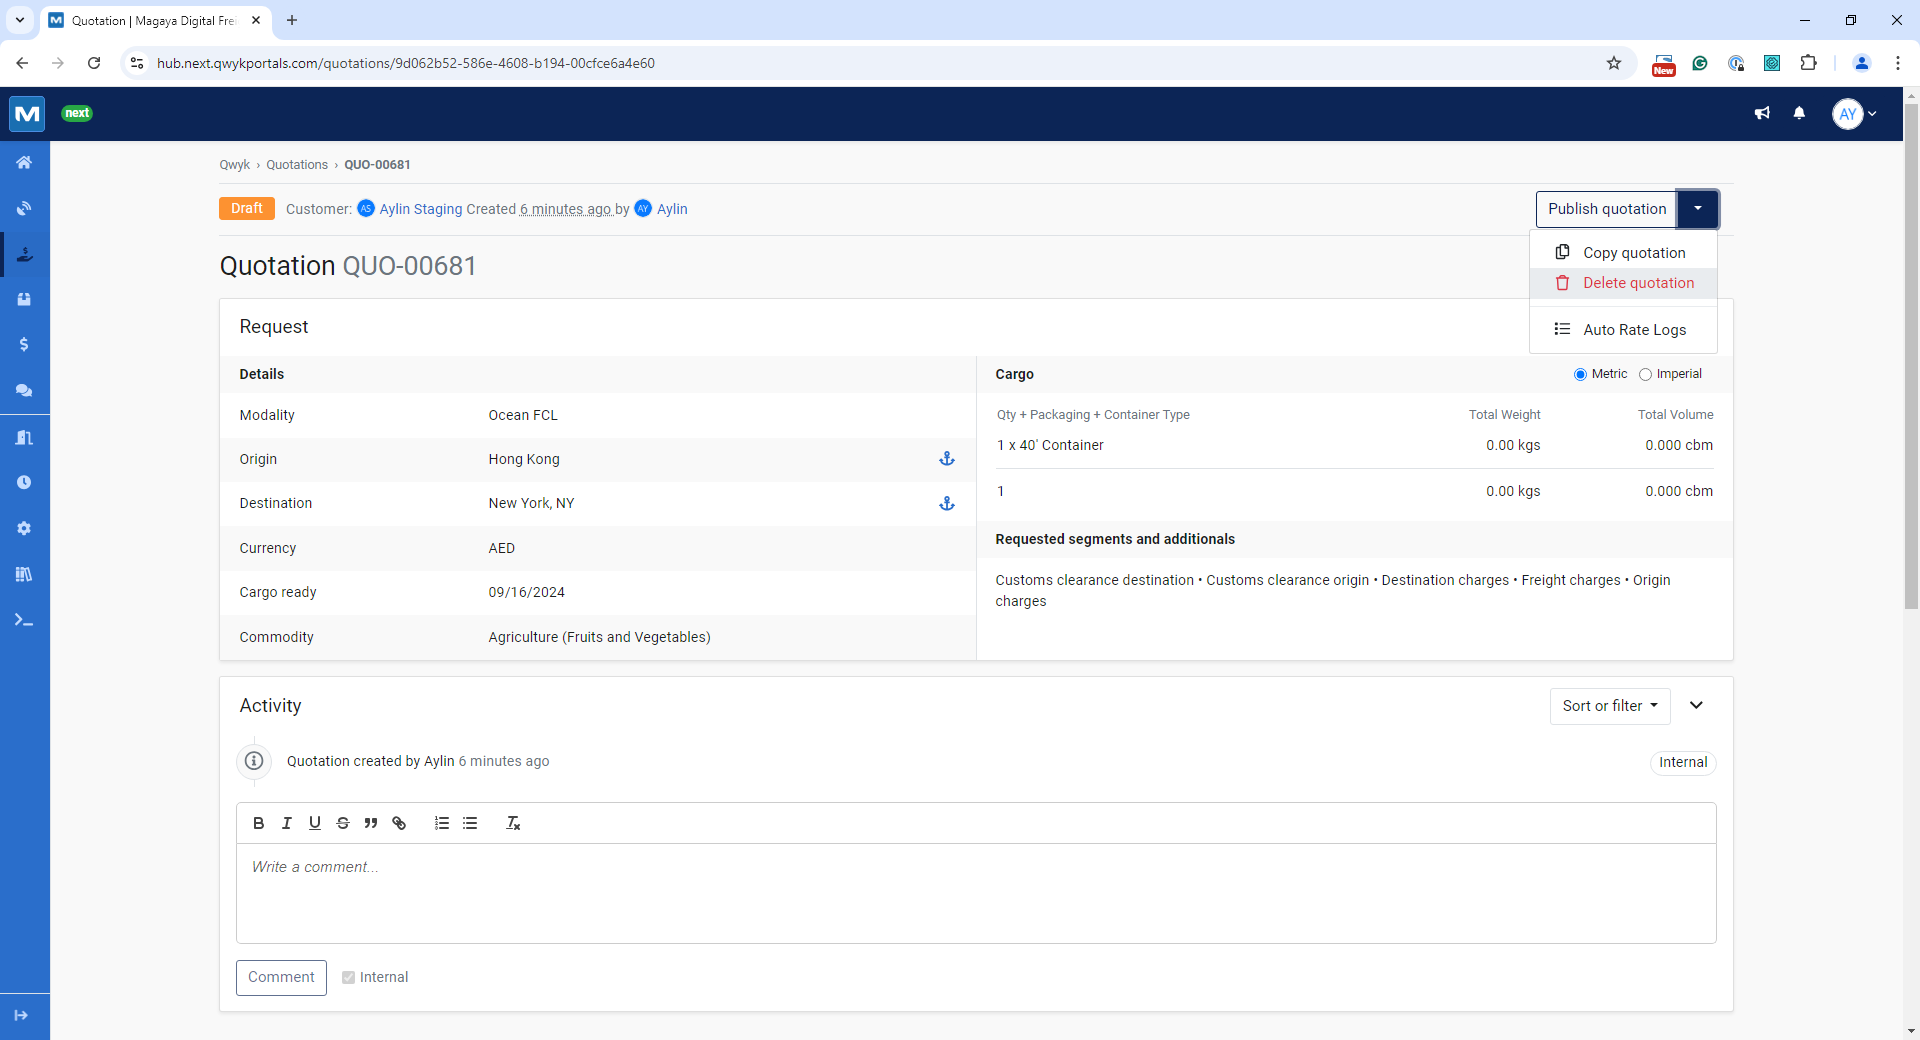 Quotation | Magaya Digital Frei
hub.next.qwykportals.com/quotations/9d062b52-586e-4608-b194-00cfce6a4e60
New
M next
AY
Qwyk › Quotations › QUO-00681
Draft Customer: AS Aylin Staging Created 6 minutes ago by AY Aylin
Publish quotation
Copy quotation
Delete quotation
Auto Rate Logs
Quotation QUO-00681
Request
Details
Modality Ocean FCL
Origin Hong Kong
Destination New York, NY
Currency AED
Cargo ready 09/16/2024
Commodity Agriculture (Fruits and Vegetables)
Cargo Metric Imperial
Qty + Packaging + Container Type Total Weight Total Volume
1 x 40' Container 0.00 kgs 0.000 cbm
1 0.00 kgs 0.000 cbm
Requested segments and additionals
Customs clearance destination • Customs clearance origin • Destination charges • Freight charges • Origin
charges
Activity Sort or filter
Quotation created by Aylin 6 minutes ago Internal
Write a comment...
Comment Internal